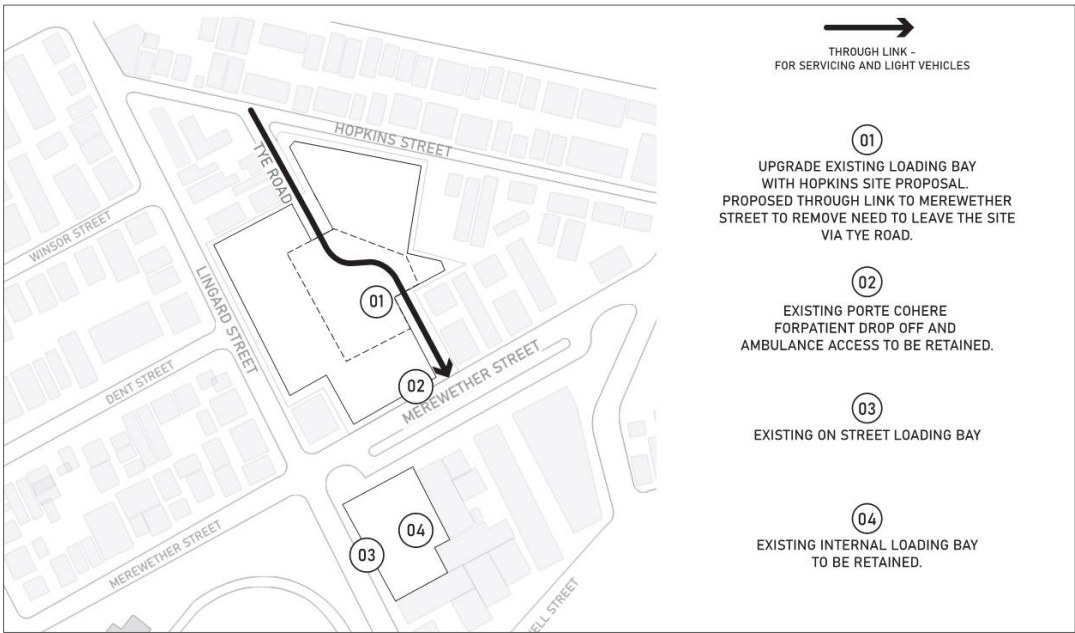 HOPKINS STREET
TYE ROAD
WINSOR STREET
LINGARD STREET
01
DENT STREET
02
MEREWETHER STREET
04
03
MEREWETHER STREET
STREET
THROUGH LINK -
FOR SERVICING AND LIGHT VEHICLES
01
UPGRADE EXISTING LOADING BAY
WITH HOPKINS SITE PROPOSAL.
PROPOSED THROUGH LINK TO MEREWETHER
STREET TO REMOVE NEED TO LEAVE THE SITE
VIA TYE ROAD.
02
EXISTING PORTE COHERE
FORPATIENT DROP OFF AND
AMBULANCE ACCESS TO BE RETAINED.
03
EXISTING ON STREET LOADING BAY
04
EXISTING INTERNAL LOADING BAY
TO BE RETAINED.